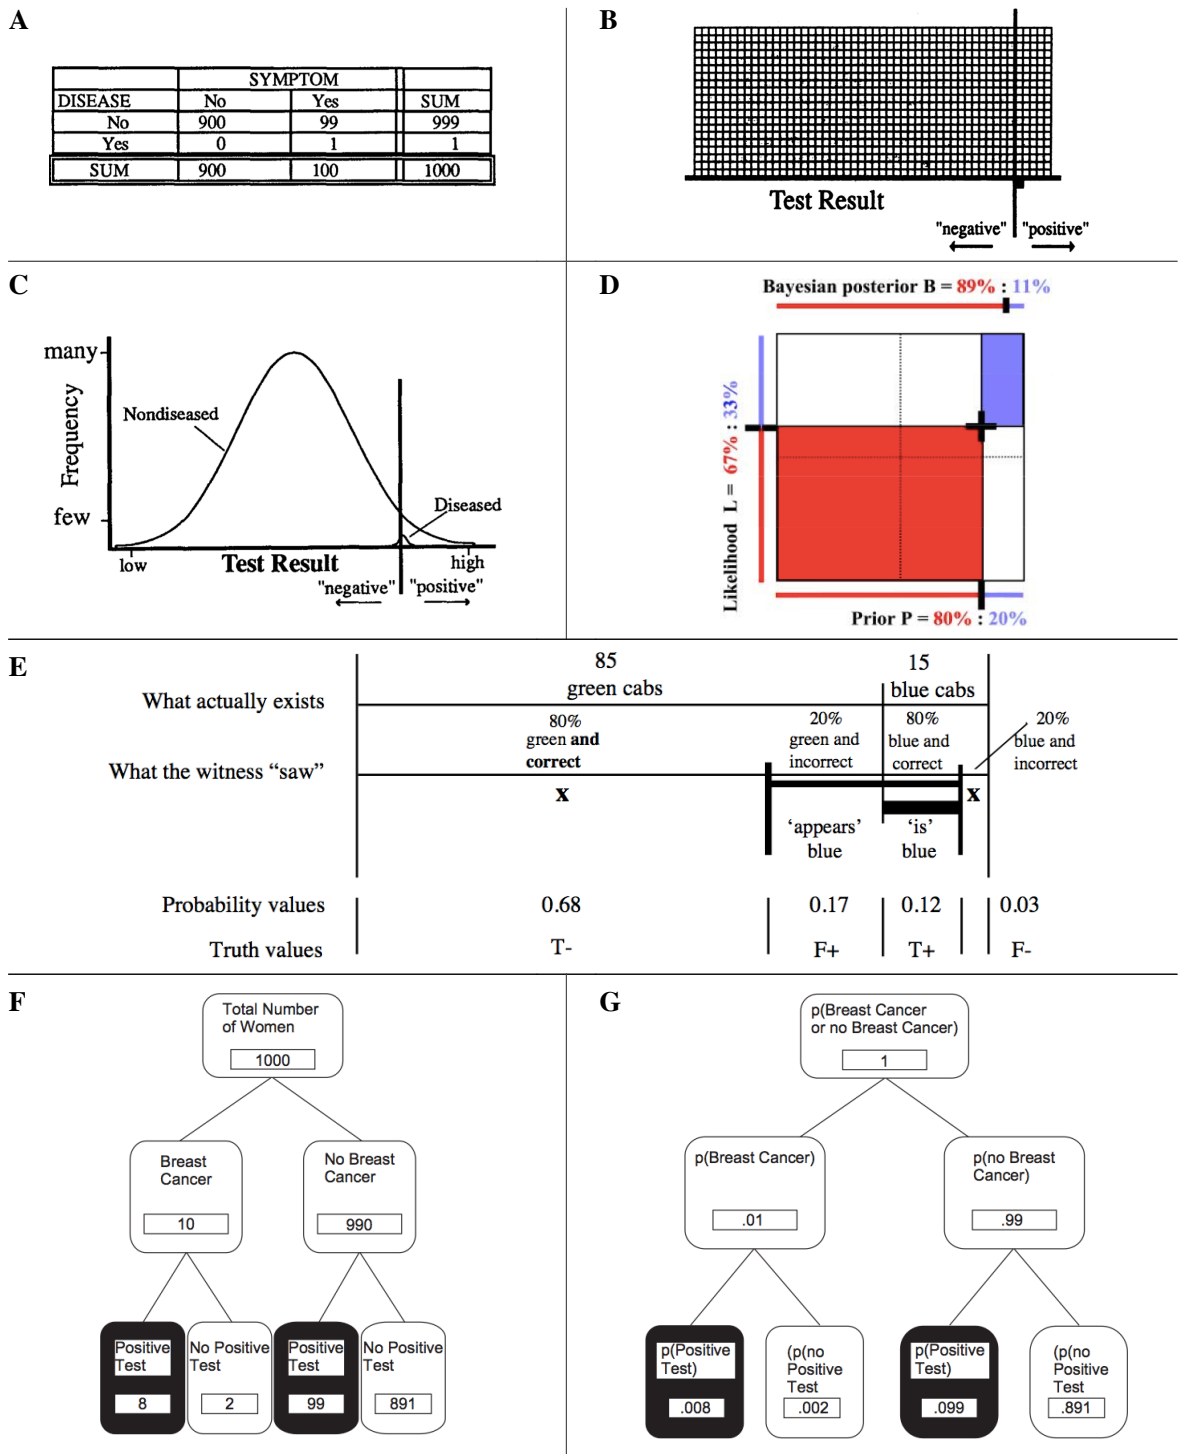 A
SYMPTOM
DISEASE No Yes SUM
No 900 99 999
Yes 0 1 1
SUM 900 100 1000
B
Test Result
"negative" "positive"
C
many
Frequency
Nondiseased
few
Diseased
low Test Result high
"negative" "positive"
D
Bayesian posterior B = 89% : 11%
Likelihood L = 67% : 33%
Prior P = 80% : 20%
E
85 15
green cabs blue cabs
What actually exists
80% 20% 80% 20%
green and green and blue and blue and
correct incorrect correct incorrect
What the witness “saw”
x x
‘appears’ ‘is’
blue blue
Probability values 0.68 0.17 0.12 0.03
Truth values T- F+ T+ F-
F
Total Number
of Women
1000
Breast
Cancer
10
No Breast
Cancer
990
Positive
Test
8
No Positive
Test
2
Positive
Test
99
No Positive
Test
891
G
p(Breast Cancer
or no Breast Cancer)
1
p(Breast Cancer)
.01
p(no Breast
Cancer)
.99
p(Positive
Test)
.008
(p(no
Positive
Test
.002
p(Positive
Test)
.099
(p(no
Positive
Test
.891